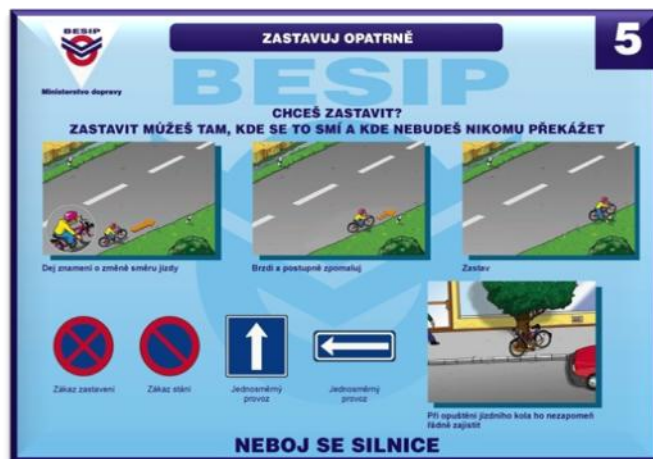 BESIP
Ministerstvo dopravy
ZASTAVUJ OPATRNĚ
5
BESIP
CHCEŠ ZASTAVIT?
ZASTAVIT MŮŽEŠ TAM, KDE SE TO SMÍ A KDE NEBUDEŠ NIKOMU PŘEKÁŽET
Dej znamení o změně směru jízdy
Brzdi a postupně zpomaluj
Zastav
Zákaz zastavení
Zákaz stání
Jednosměrný
provoz
Jednosměrný
provoz
Při opuštění jízdního kola ho nezapomeň
řádně zajistit
NEBOJ SE SILNICE